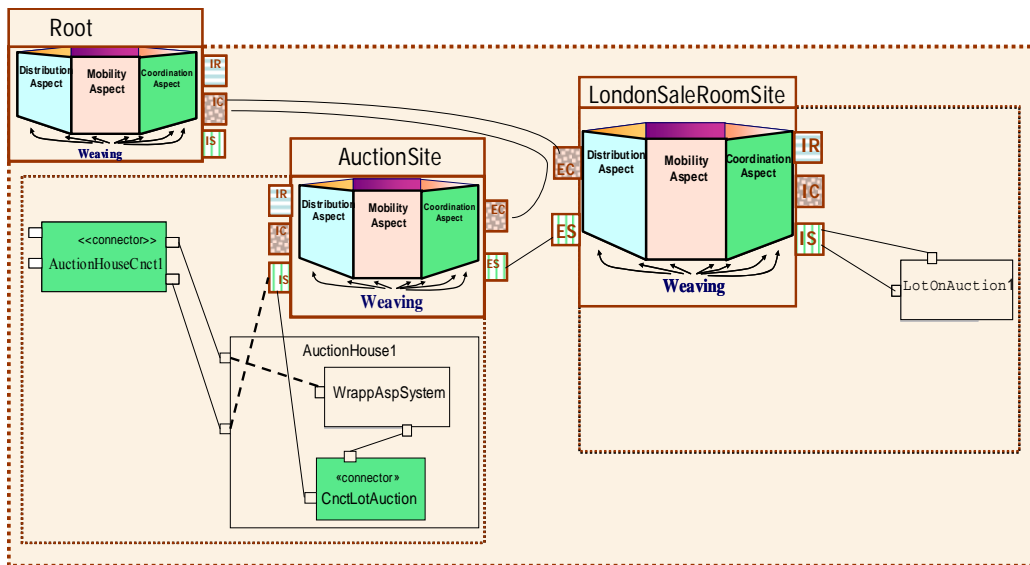 Root
Distribution
Aspect
Mobility
Aspect
Coordination
Aspect
Weaving
IR
IC
IS
LondonSaleRoomSite
EC
ES
Distribution
Aspect
Mobility
Aspect
Coordination
Aspect
Weaving
IR
IC
IS
AuctionSite
IR
IC
IS
Distribution
Aspect
Mobility
Aspect
Coordination
Aspect
Weaving
EC
ES
<<connector>>
AuctionHouseCnct1
LotOnAuction1
AuctionHouse1
WrappAspSystem
«connector»
CnctLotAuction